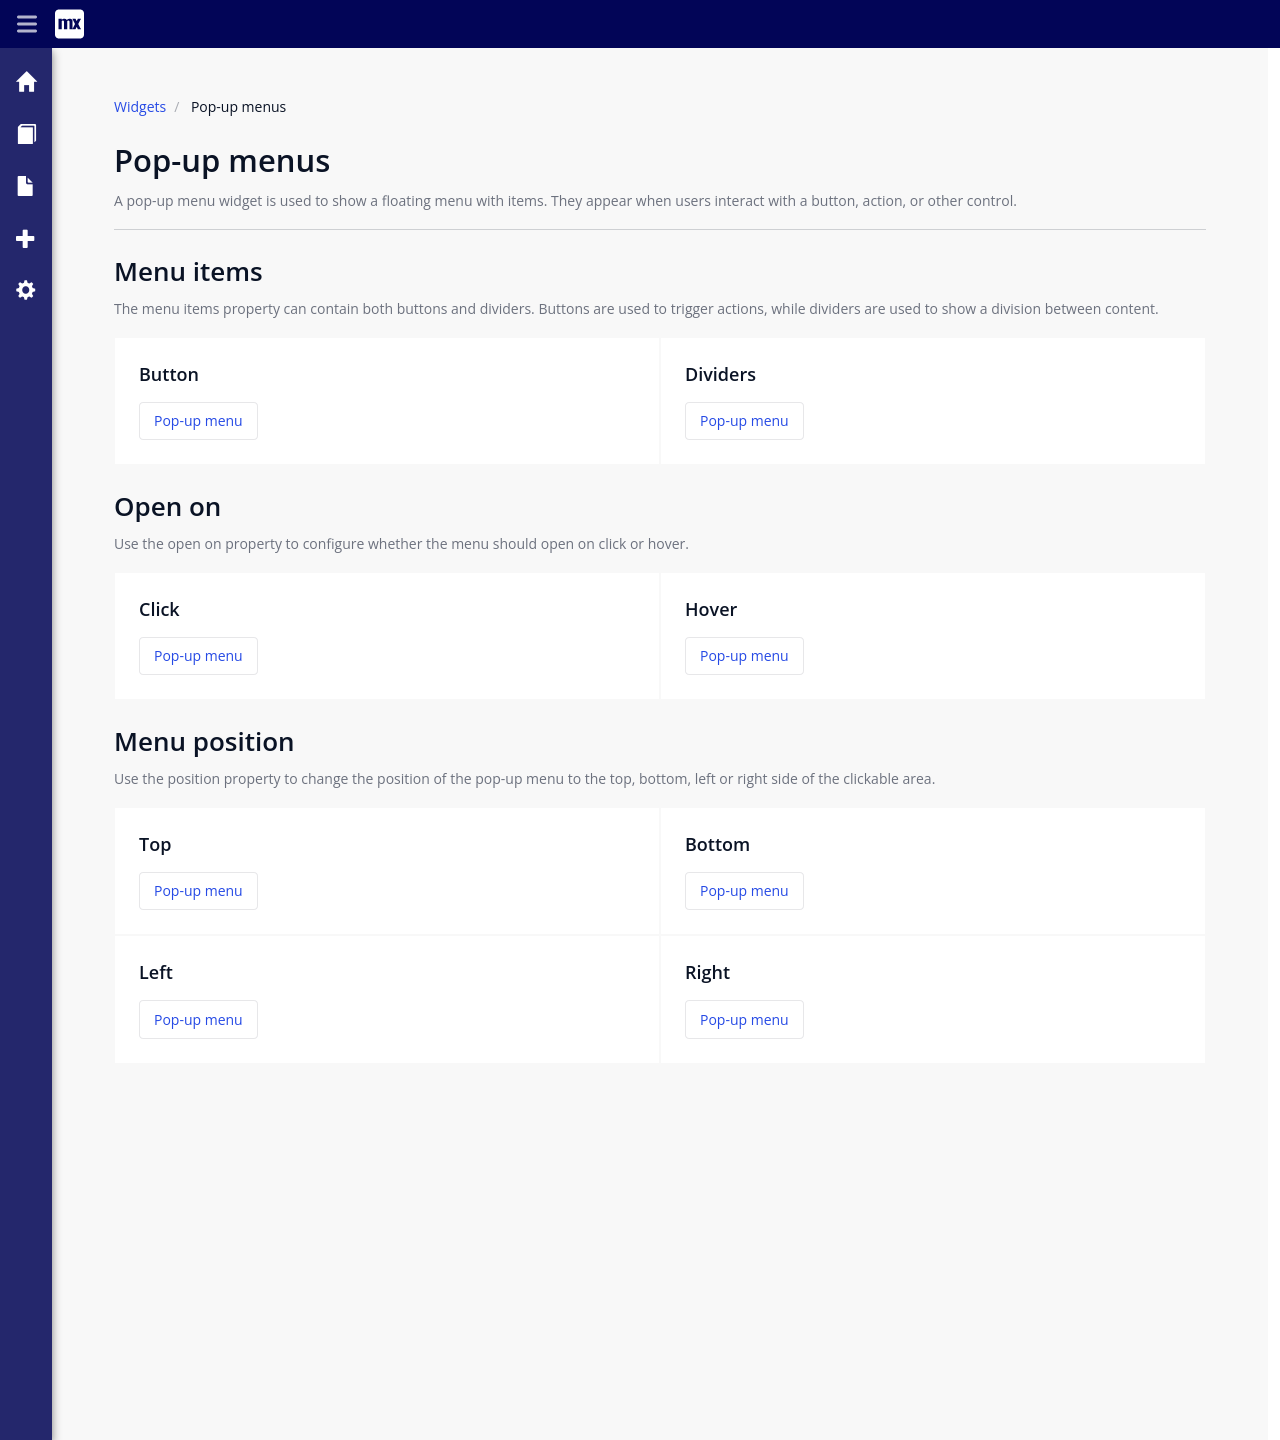 mx
Widgets / Pop-up menus
Pop-up menus
A pop-up menu widget is used to show a floating menu with items. They appear when users interact with a button, action, or other control.
Menu items
The menu items property can contain both buttons and dividers. Buttons are used to trigger actions, while dividers are used to show a division between content.
Button
Dividers
Pop-up menu
Pop-up menu
Open on
Use the open on property to configure whether the menu should open on click or hover.
Click
Hover
Pop-up menu
Pop-up menu
Menu position
Use the position property to change the position of the pop-up menu to the top, bottom, left or right side of the clickable area.
Top
Bottom
Pop-up menu
Pop-up menu
Left
Right
Pop-up menu
Pop-up menu